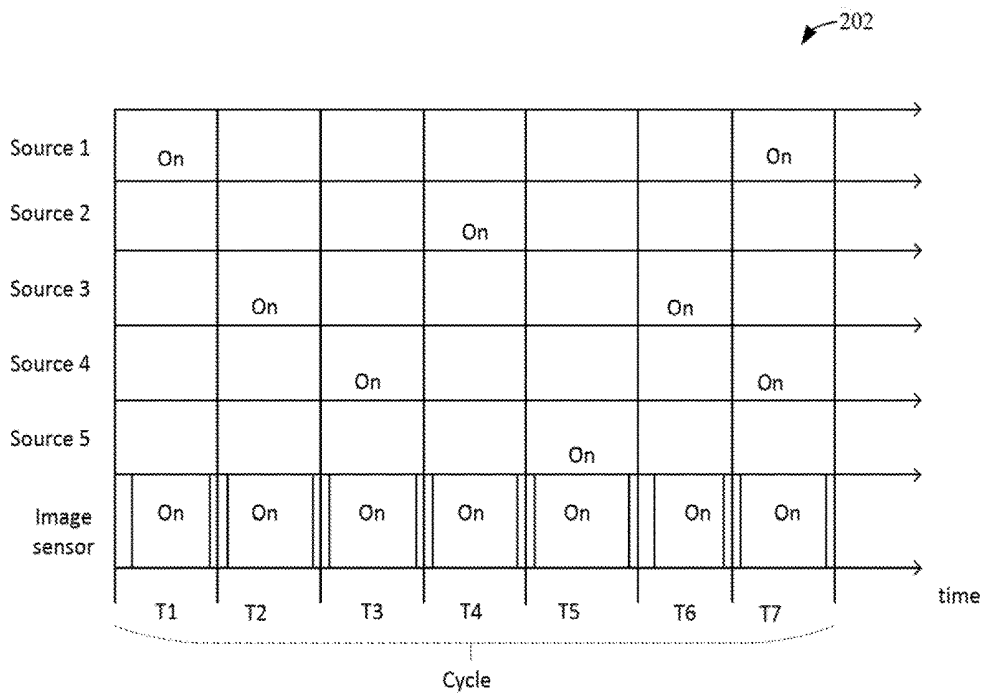 202
Source 1 On On
Source 2 On
Source 3 On On
Source 4 On On
Source 5 On
Image
sensor
On On On On On On On
time
T1 T2 T3 T4 T5 T6 T7
Cycle